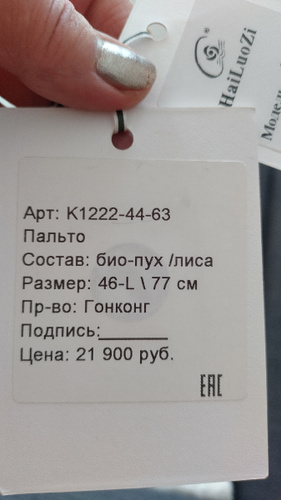 HaiLuoZi
Арт: K1222-44-63
Пальто
Состав: био-пух /лиса
Размер: 46-L \ 77 см
Пр-во: Гонконг
Подпись:_______
Цена: 21 900 руб.
EAC